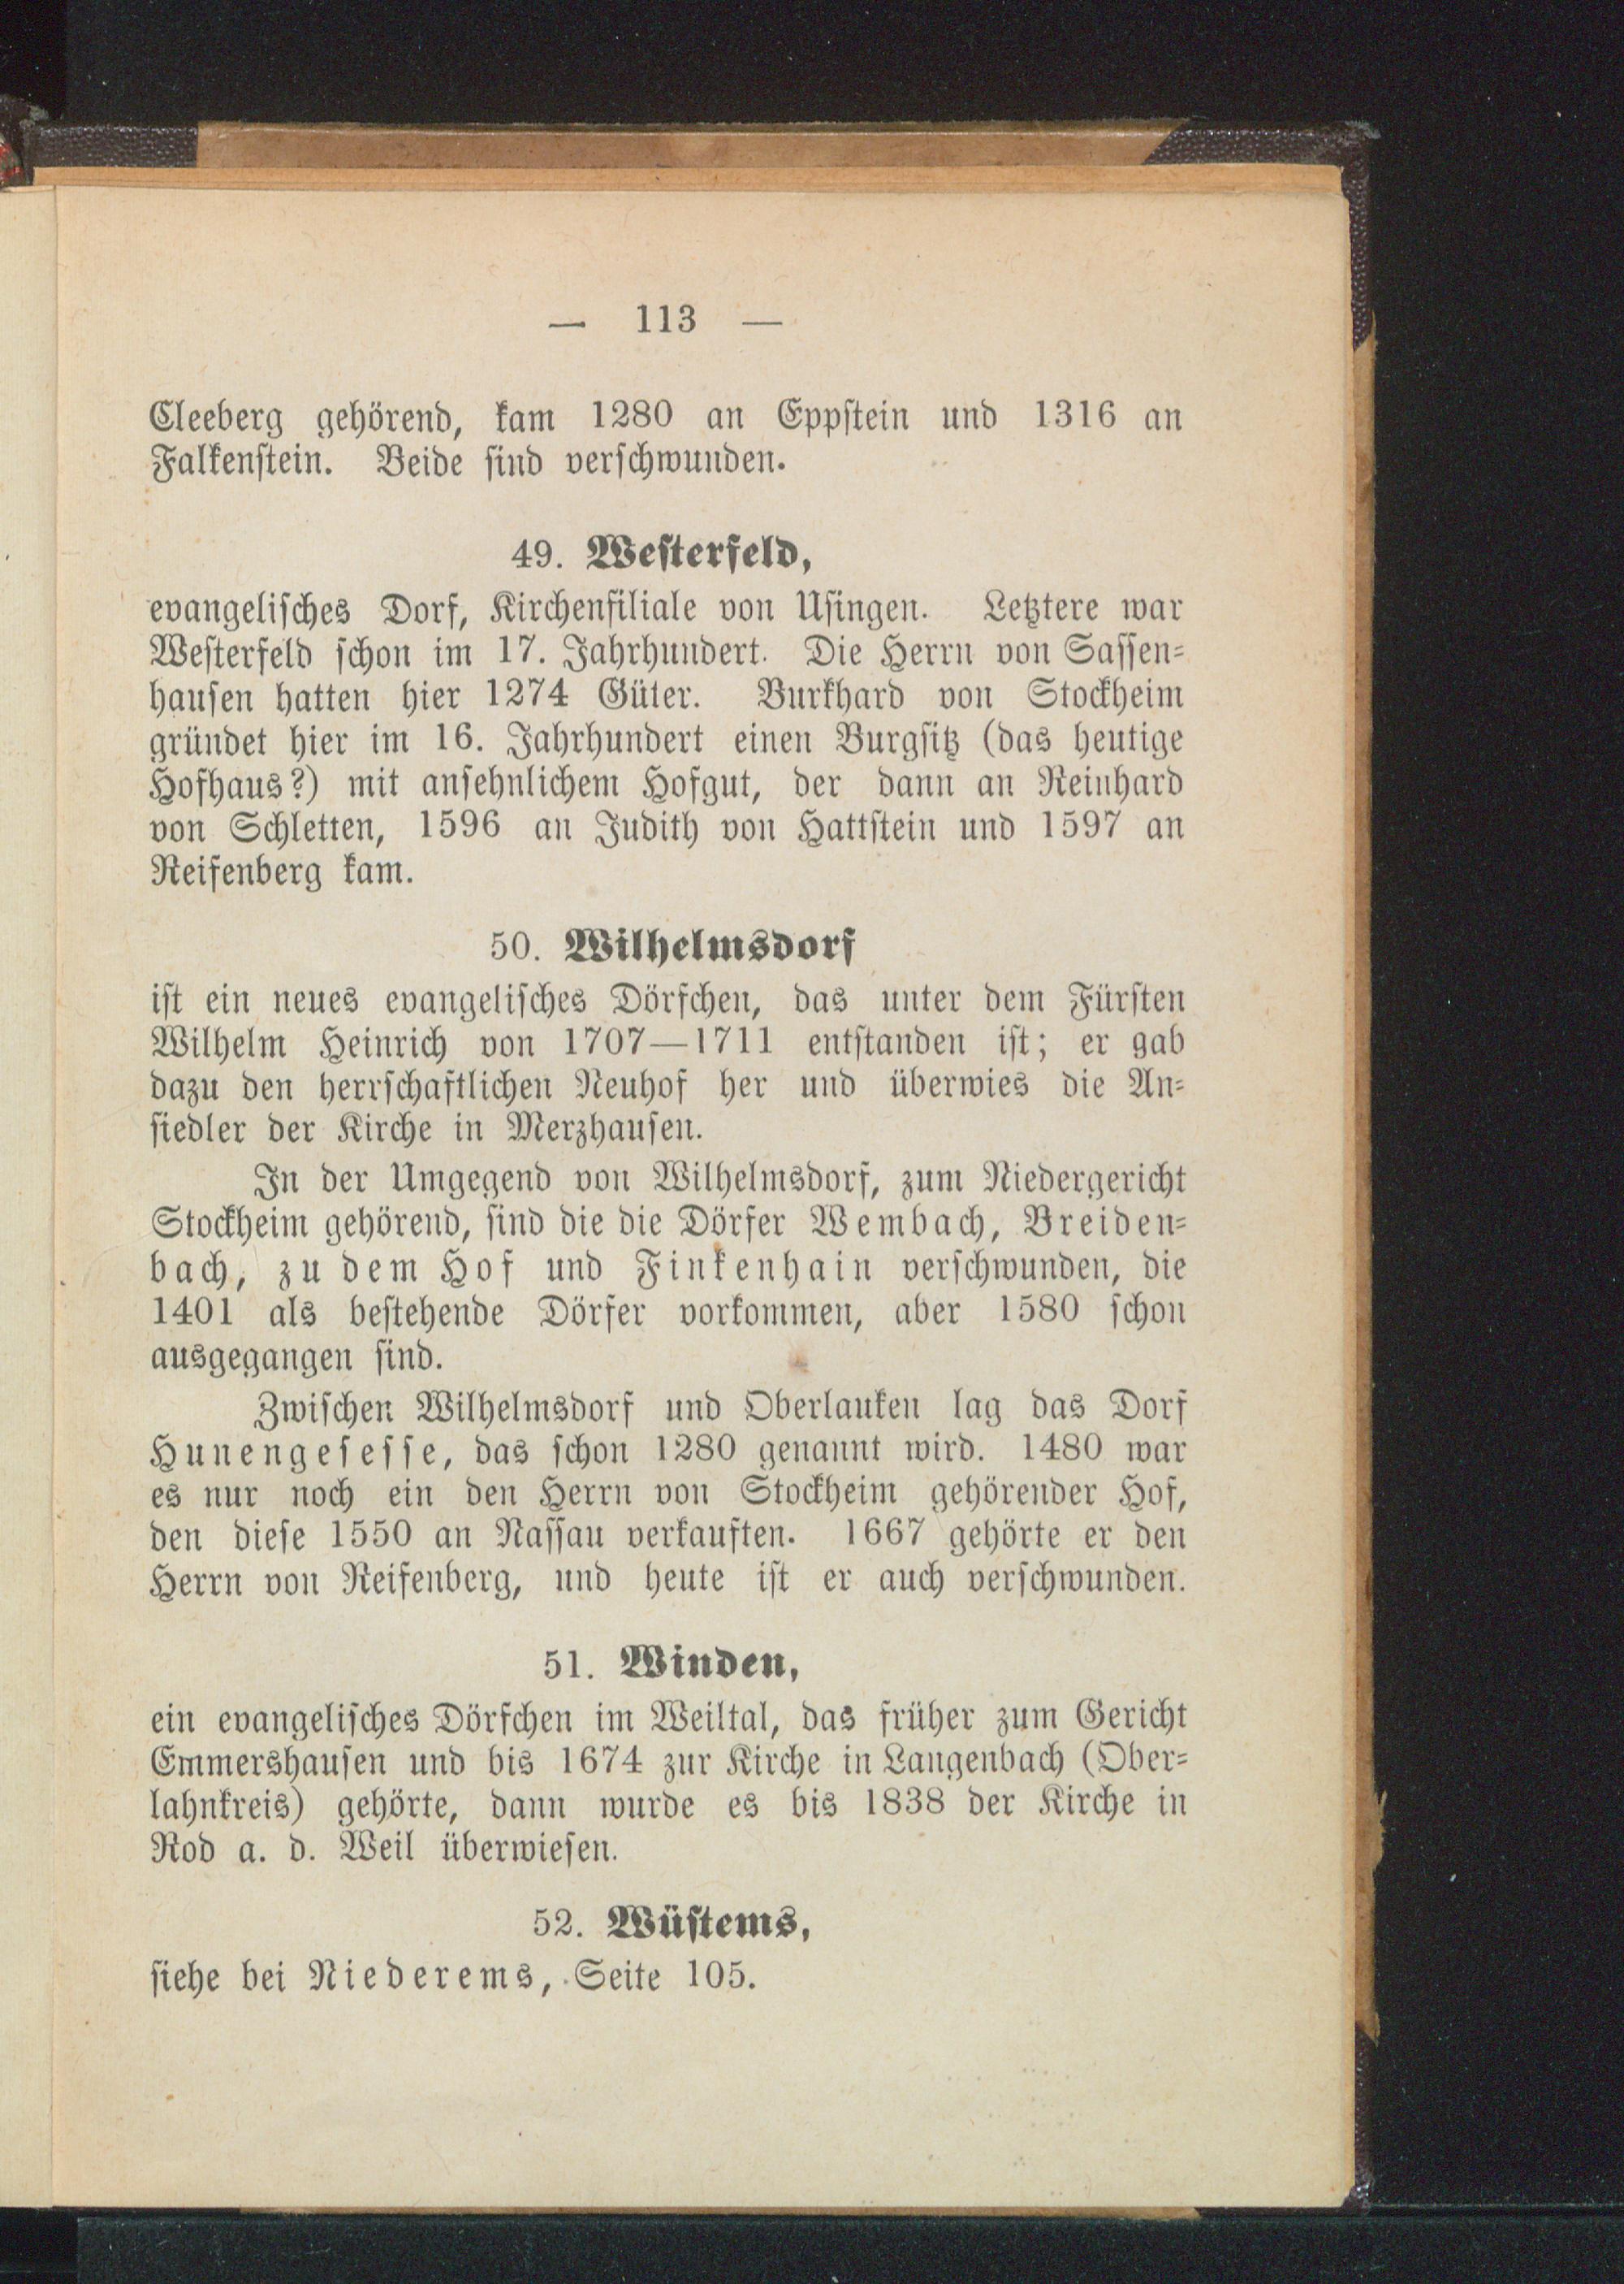 — 113 —
Cleeberg gehörend, kam 1280 an Eppstein und 1316 an
Falkenstein. Beide sind verschwunden.
49. Westerfeld,
evangelisches Dorf, Kirchenfiliale von Usingen. Letztere war
Westerfeld schon im 17. Jahrhundert. Die Herrn von Sassen=
hausen hatten hier 1274 Güter. Burkhard von Stockheim
gründet hier im 16. Jahrhundert einen Burgsitz (das heutige
Hofhaus?) mit ansehnlichem Hofgut, der dann an Reinhard
von Schletten, 1596 an Judith von Hattstein und 1597 an
Reifenberg kam.
50. Wilhelmsdorf
ist ein neues evangelisches Dörfchen, das unter dem Fürsten
Wilhelm Heinrich von 1707—1711 entstanden ist; er gab
dazu den herrschaftlichen Neuhof her und überwies die An=
siedler der Kirche in Merzhausen.
In der Umgegend von Wilhelmsdorf, zum Niedergericht
Stockheim gehörend, sind die die Dörfer Wembach, Breiden=
bach, zu dem Hof und Finkenhain verschwunden, die
1401 als bestehende Dörfer vorkommen, aber 1580 schon
ausgegangen sind.
Zwischen Wilhelmsdorf und Oberlauken lag das Dorf
Hunengesesse, das schon 1280 genannt wird. 1480 war
es nur noch ein den Herrn von Stockheim gehörender Hof,
den diese 1550 an Nassau verkauften. 1667 gehörte er den
Herrn von Reifenberg, und heute ist er auch verschwunden.
51. Winden,
ein evangelisches Dörfchen im Weiltal, das früher zum Gericht
Emmershausen und bis 1674 zur Kirche in Langenbach (Ober=
lahnkreis) gehörte, dann wurde es bis 1838 der Kirche in
Rod a. d. Weil überwiesen.
52. Wüstems,
siehe bei Niederems, Seite 105.